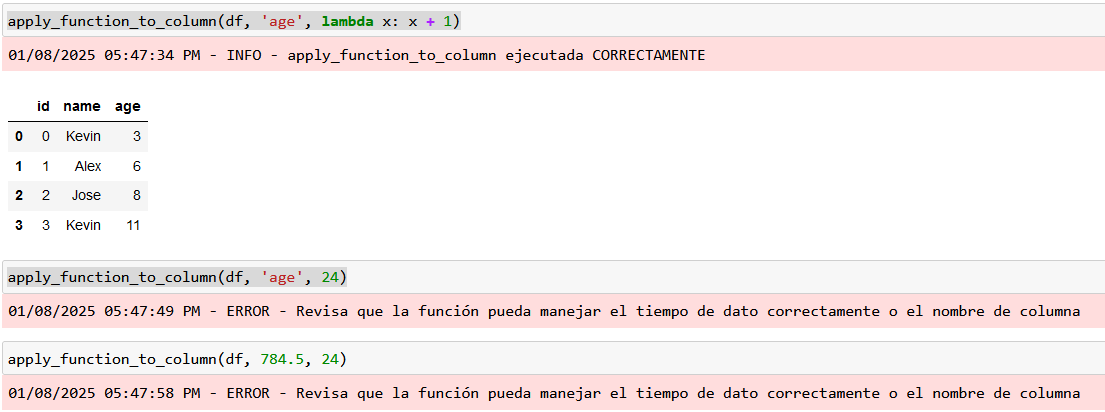 apply_function_to_column(df, 'age', lambda x: x + 1)
01/08/2025 05:47:34 PM - INFO - apply_function_to_column ejecutada CORRECTAMENTE
id name age
0 0 Kevin 3
1 1 Alex 6
2 2 Jose 8
3 3 Kevin 11
apply_function_to_column(df, 'age', 24)
01/08/2025 05:47:49 PM - ERROR - Revisa que la función pueda manejar el tiempo de dato correctamente o el nombre de columna
apply_function_to_column(df, 784.5, 24)
01/08/2025 05:47:58 PM - ERROR - Revisa que la función pueda manejar el tiempo de dato correctamente o el nombre de columna